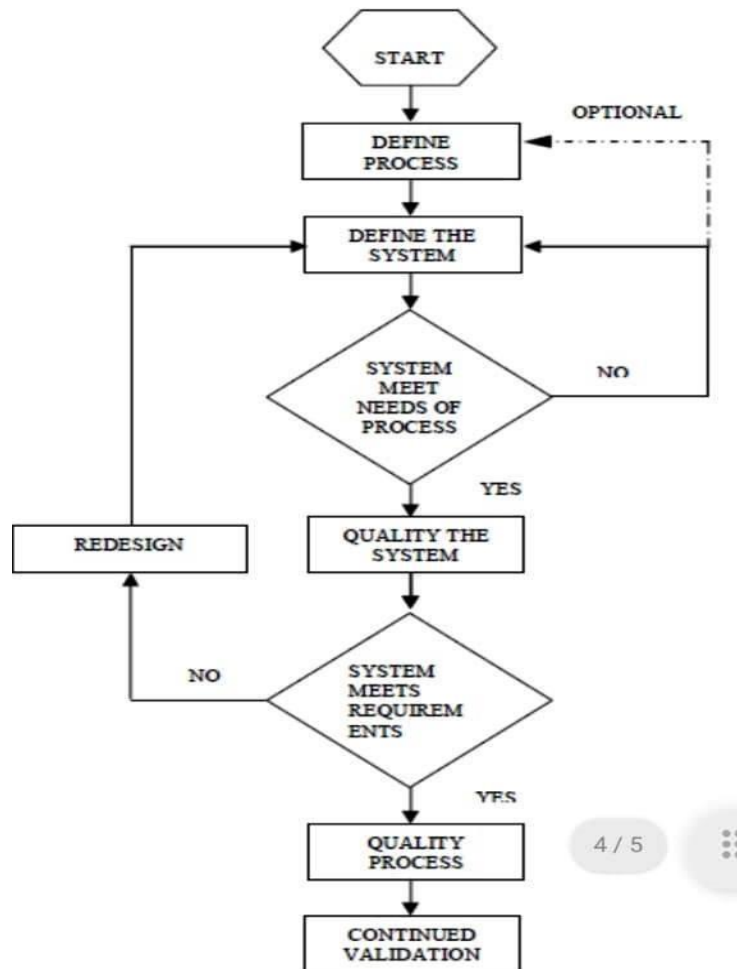 START
OPTIONAL
DEFINE
PROCESS
DEFINE THE
SYSTEM
SYSTEM
MEET
NEEDS OF
PROCESS
NO
YES
REDESIGN
QUALITY THE
SYSTEM
NO
SYSTEM
MEETS
REQUIREM
ENTS
YES
QUALITY
PROCESS
4 / 5
CONTINUED
VALIDATION